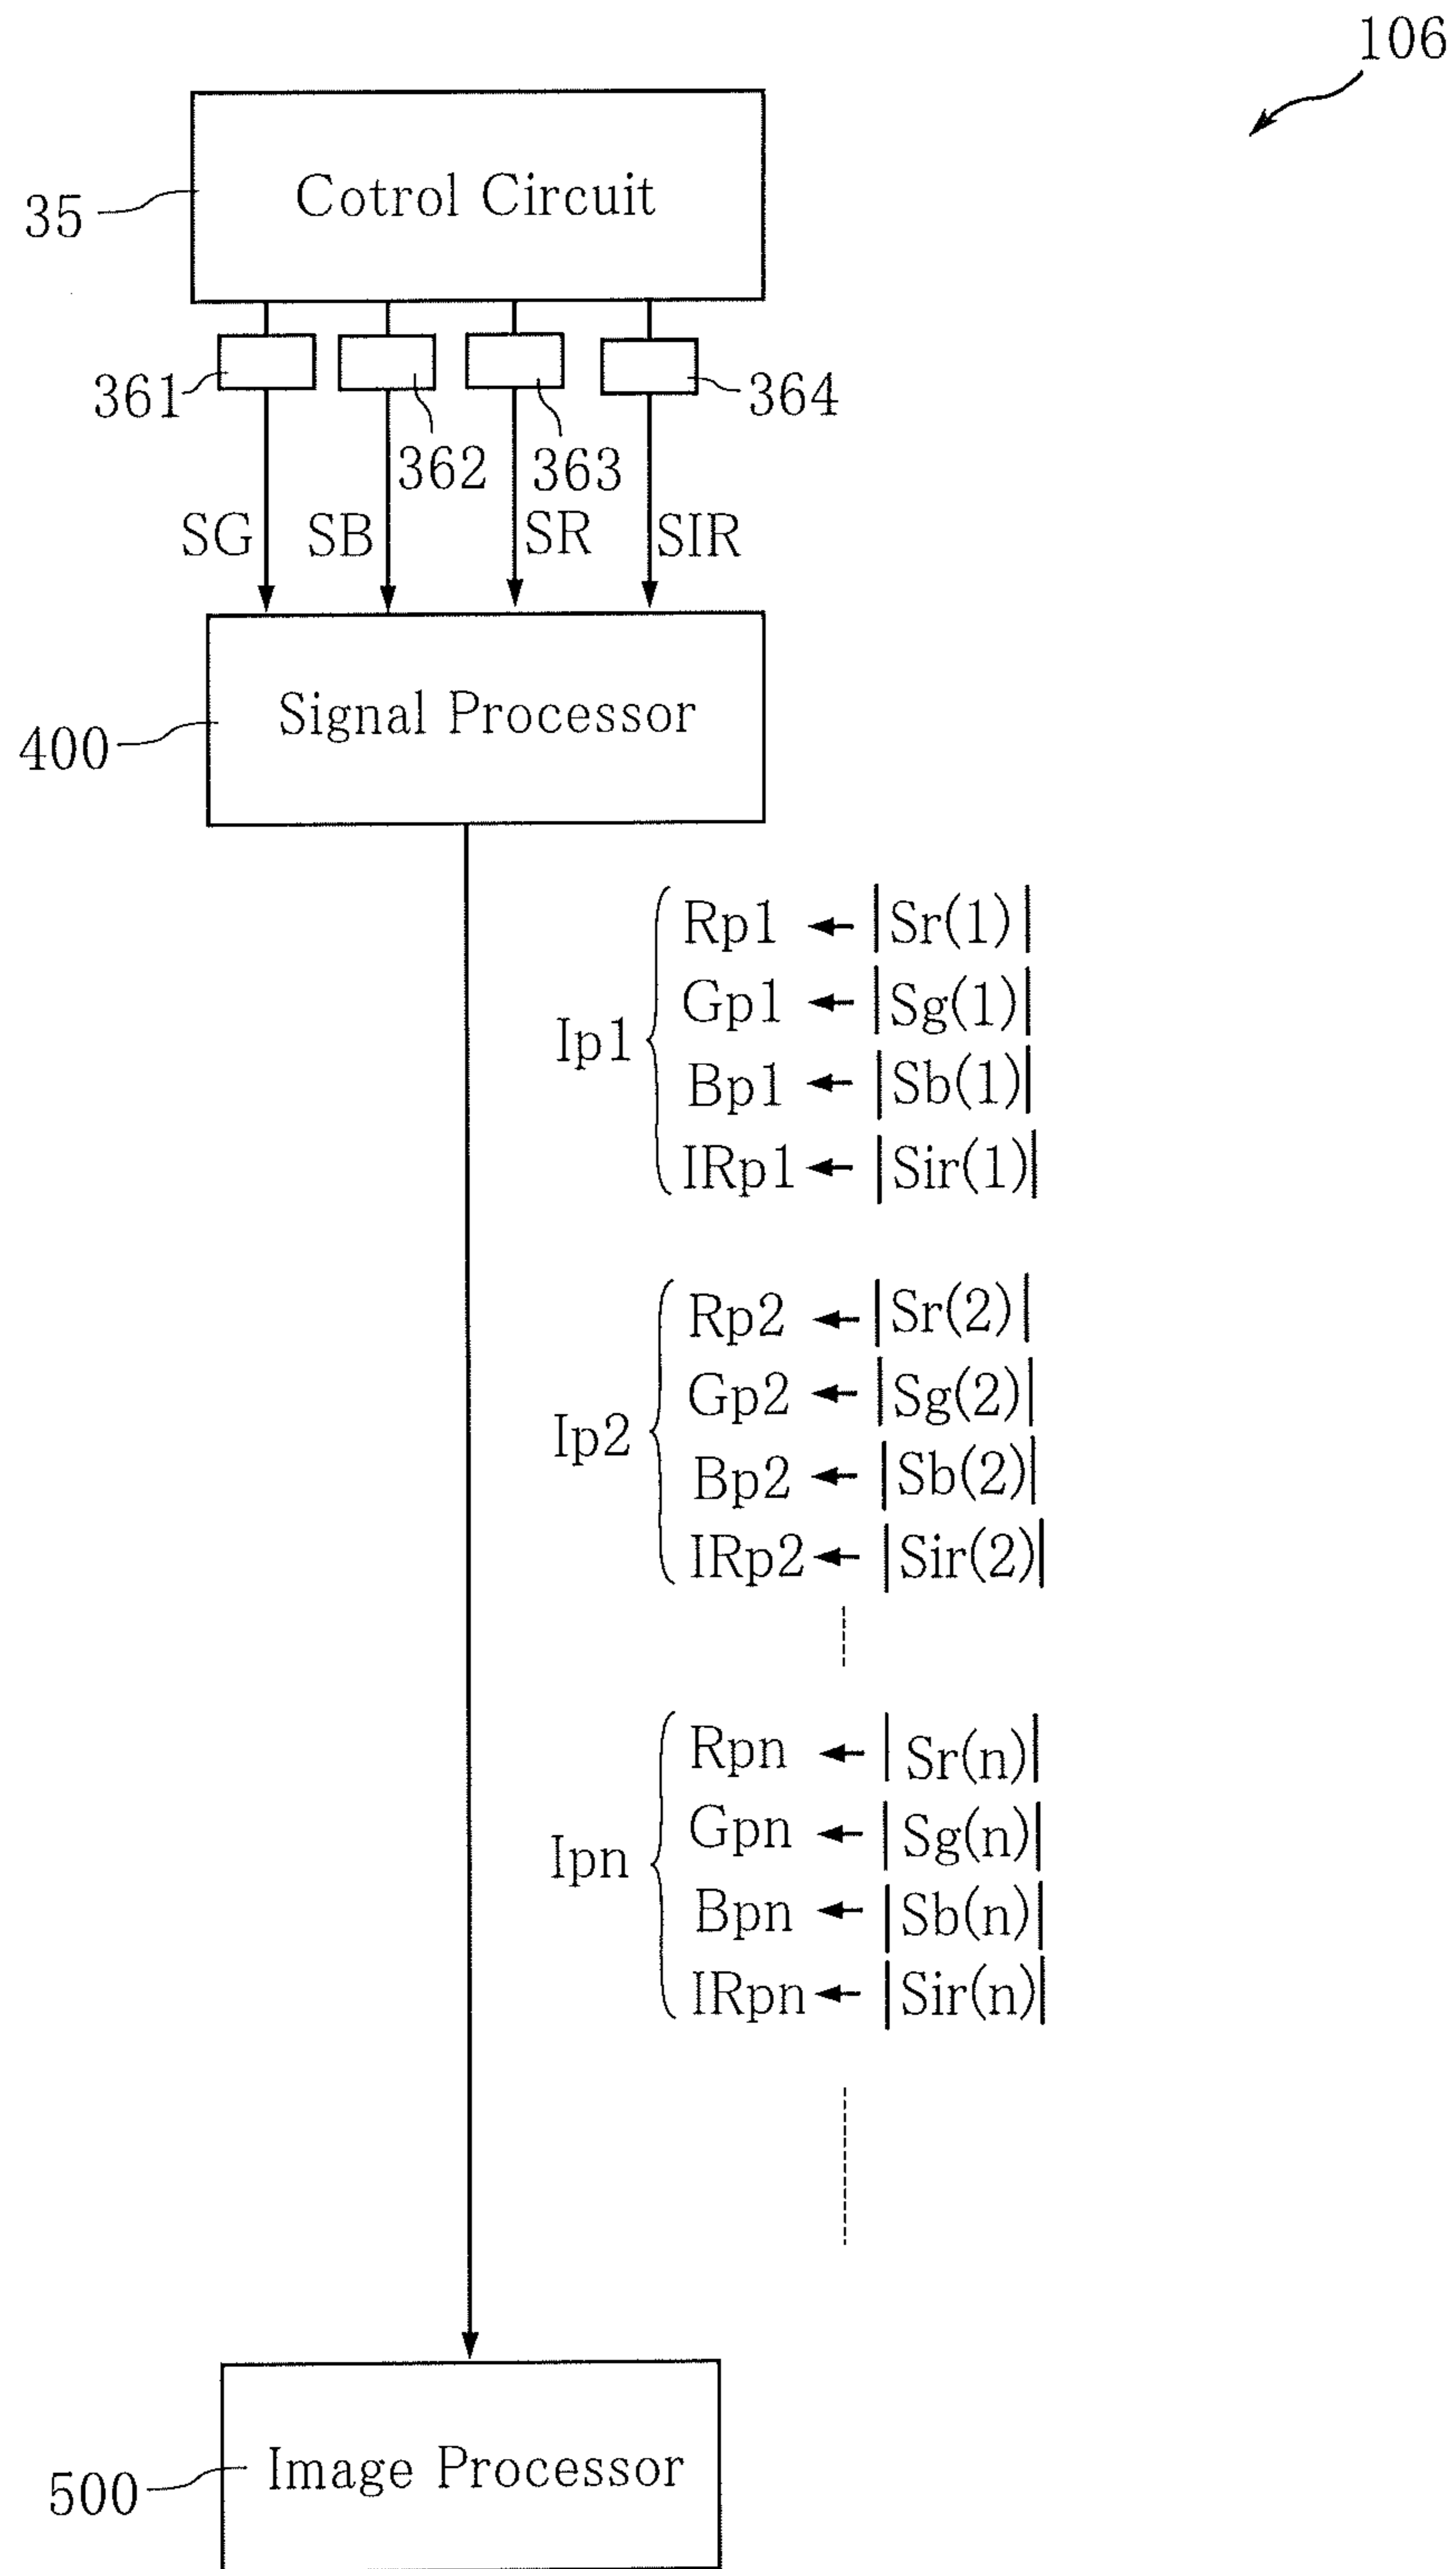 106
Cotrol Circuit
35
361
362
363
364
SG
SB
SR
SIR
Signal Processor
400
Ip1
Rp1 ← |Sr(1)|
Gp1 ← |Sg(1)|
Bp1 ← |Sb(1)|
IRp1 ← |Sir(1)|
Ip2
Rp2 ← |Sr(2)|
Gp2 ← |Sg(2)|
Bp2 ← |Sb(2)|
IRp2 ← |Sir(2)|
Ipn
Rpn ← |Sr(n)|
Gpn ← |Sg(n)|
Bpn ← |Sb(n)|
IRpn ← |Sir(n)|
Image Processor
500